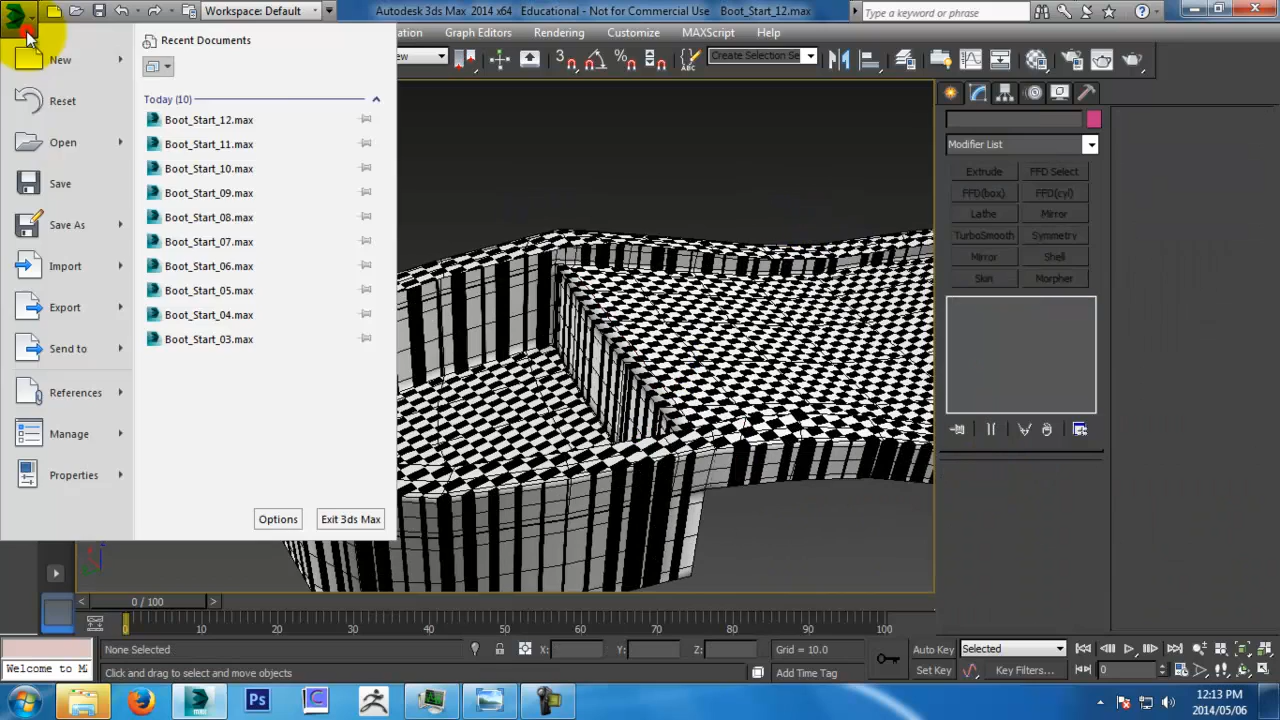 Workspace: Default
Autodesk 3ds Max 2014 x64
Not for Commercial Use
Boot_Start_12.max
Type a keyword or phrase
Graph Editors
Rendering
Customize
MAXScript
Help
New
Reset
Open
Save
Save As
Import
Export
Send to
References
Manage
Properties
Recent Documents
Today (10)
Boot_Start_12.max
Boot_Start_11.max
Boot_Start_10.max
Boot_Start_09.max
Boot_Start_08.max
Boot_Start_07.max
Boot_Start_06.max
Boot_Start_05.max
Boot_Start_04.max
Boot_Start_03.max
Options
Exit 3ds Max
Create Selection Se
Modifier List
Extrude
FFD Select
FFD(box)
FFD(cyl)
Lathe
Mirror
TurboSmooth
Symmetry
Mirror
Shell
Skin
Morpher
< 0 / 100 >
0 10 20 30 40 50 60 70 80 90 100
None Selected
X:
Y:
Z:
Grid = 10.0
Auto Key
Selected
Welcome to M
Click and drag to select and move objects
Add Time Tag
Set Key
Key Filters...
0
12:13 PM
2014/05/06